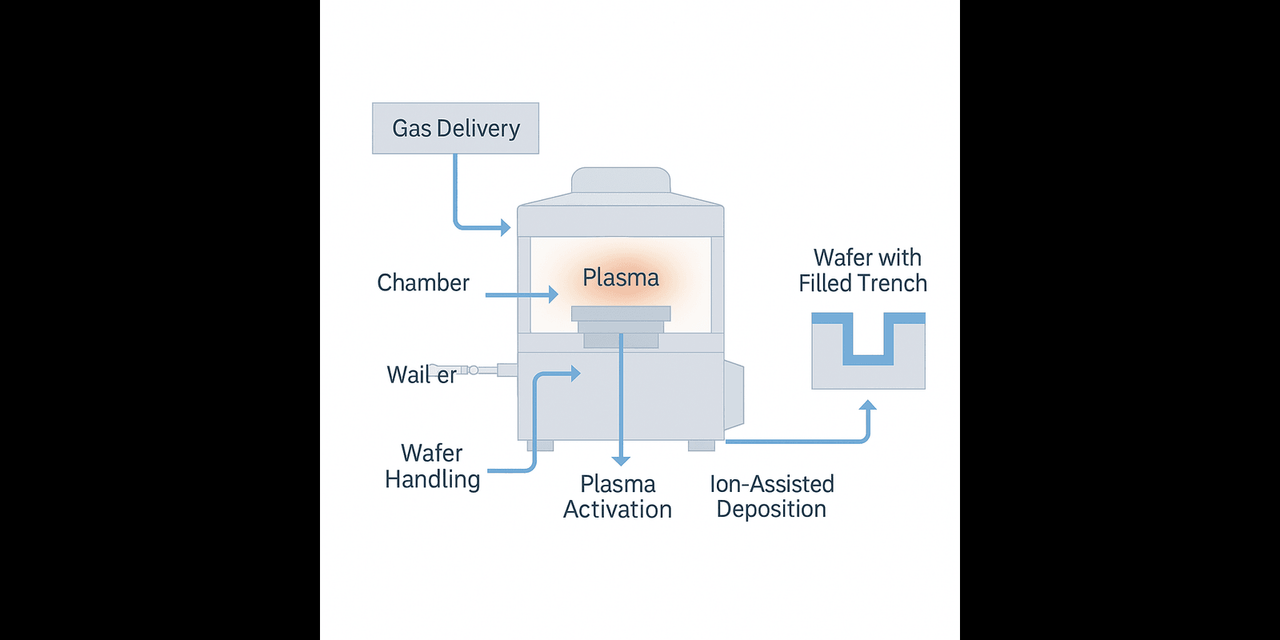 Gas Delivery
Plasma
Chamber
Wafer with
Filled Trench
Wail er
Wafer
Handling
Plasma
Activation
Ion-Assisted
Deposition